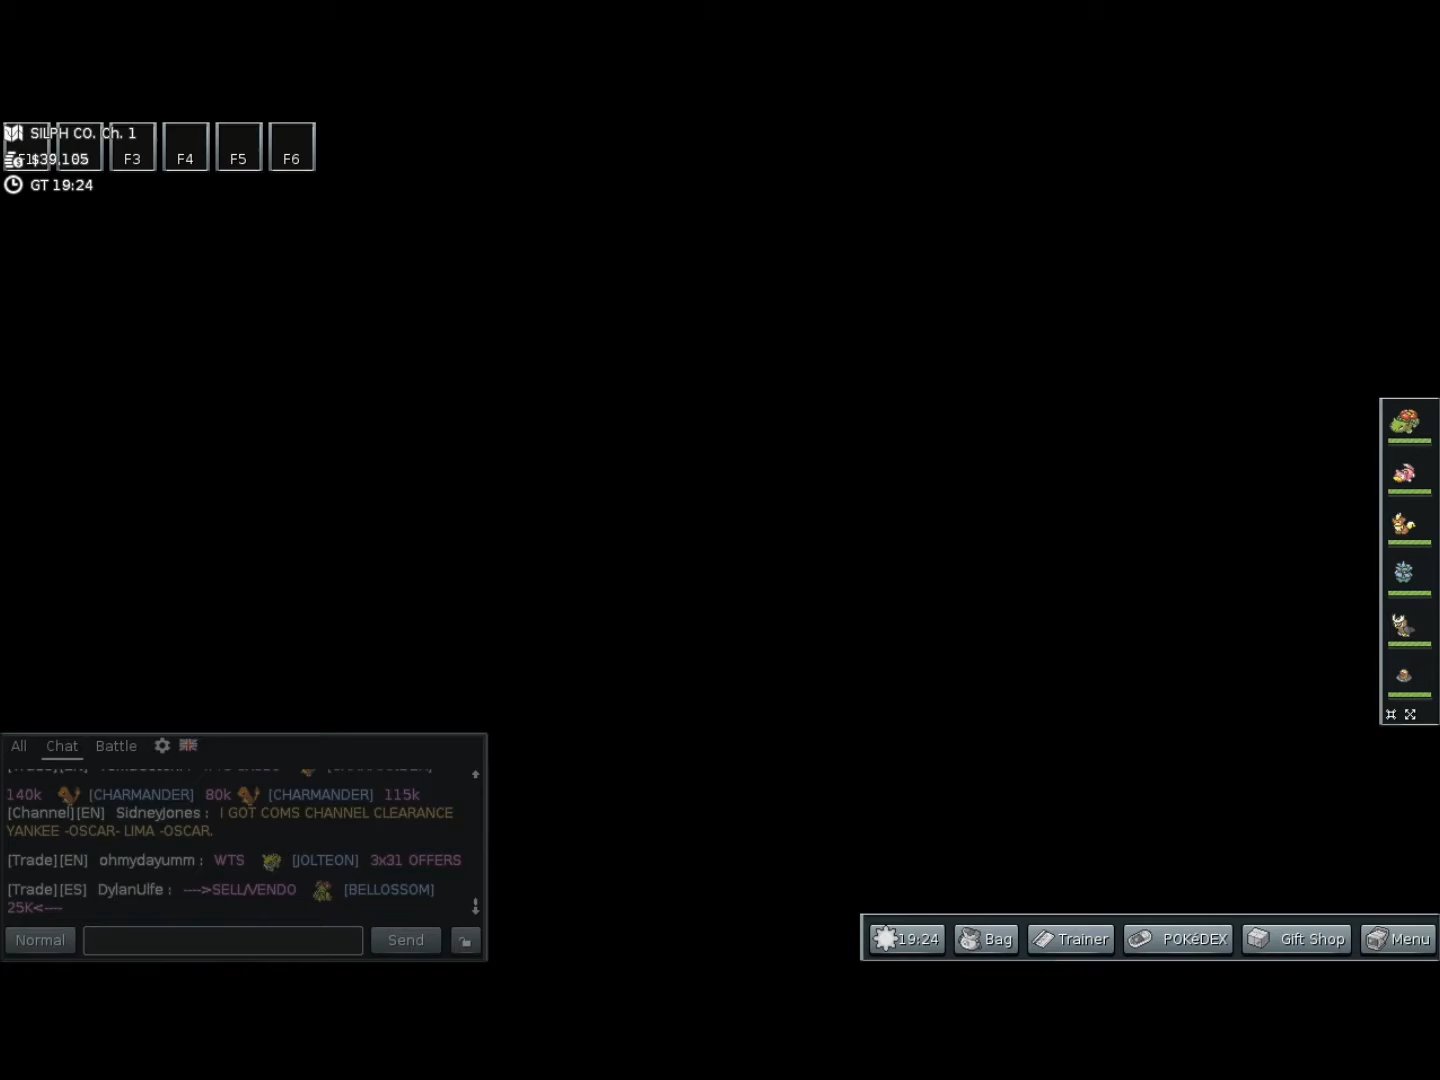 SILPH CO. Ch. 1
$39,105
GT 19:24
F3 F4 F5 F6
All Chat Battle
140k [CHARMANDER] 80k [CHARMANDER] 115k
[Channel][EN] Sidneyjones : I GOT COMS CHANNEL CLEARANCE
YANKEE -OSCAR- LIMA -OSCAR.
[Trade][EN] ohmydayumm : WTS [JOLTEON] 3x31 OFFERS
[Trade][ES] DylanUlfe : ---->SELL/VENDO [BELLOSSOM]
25K<----
Normal Send
19:24 Bag Trainer POKéDEX Gift Shop Menu